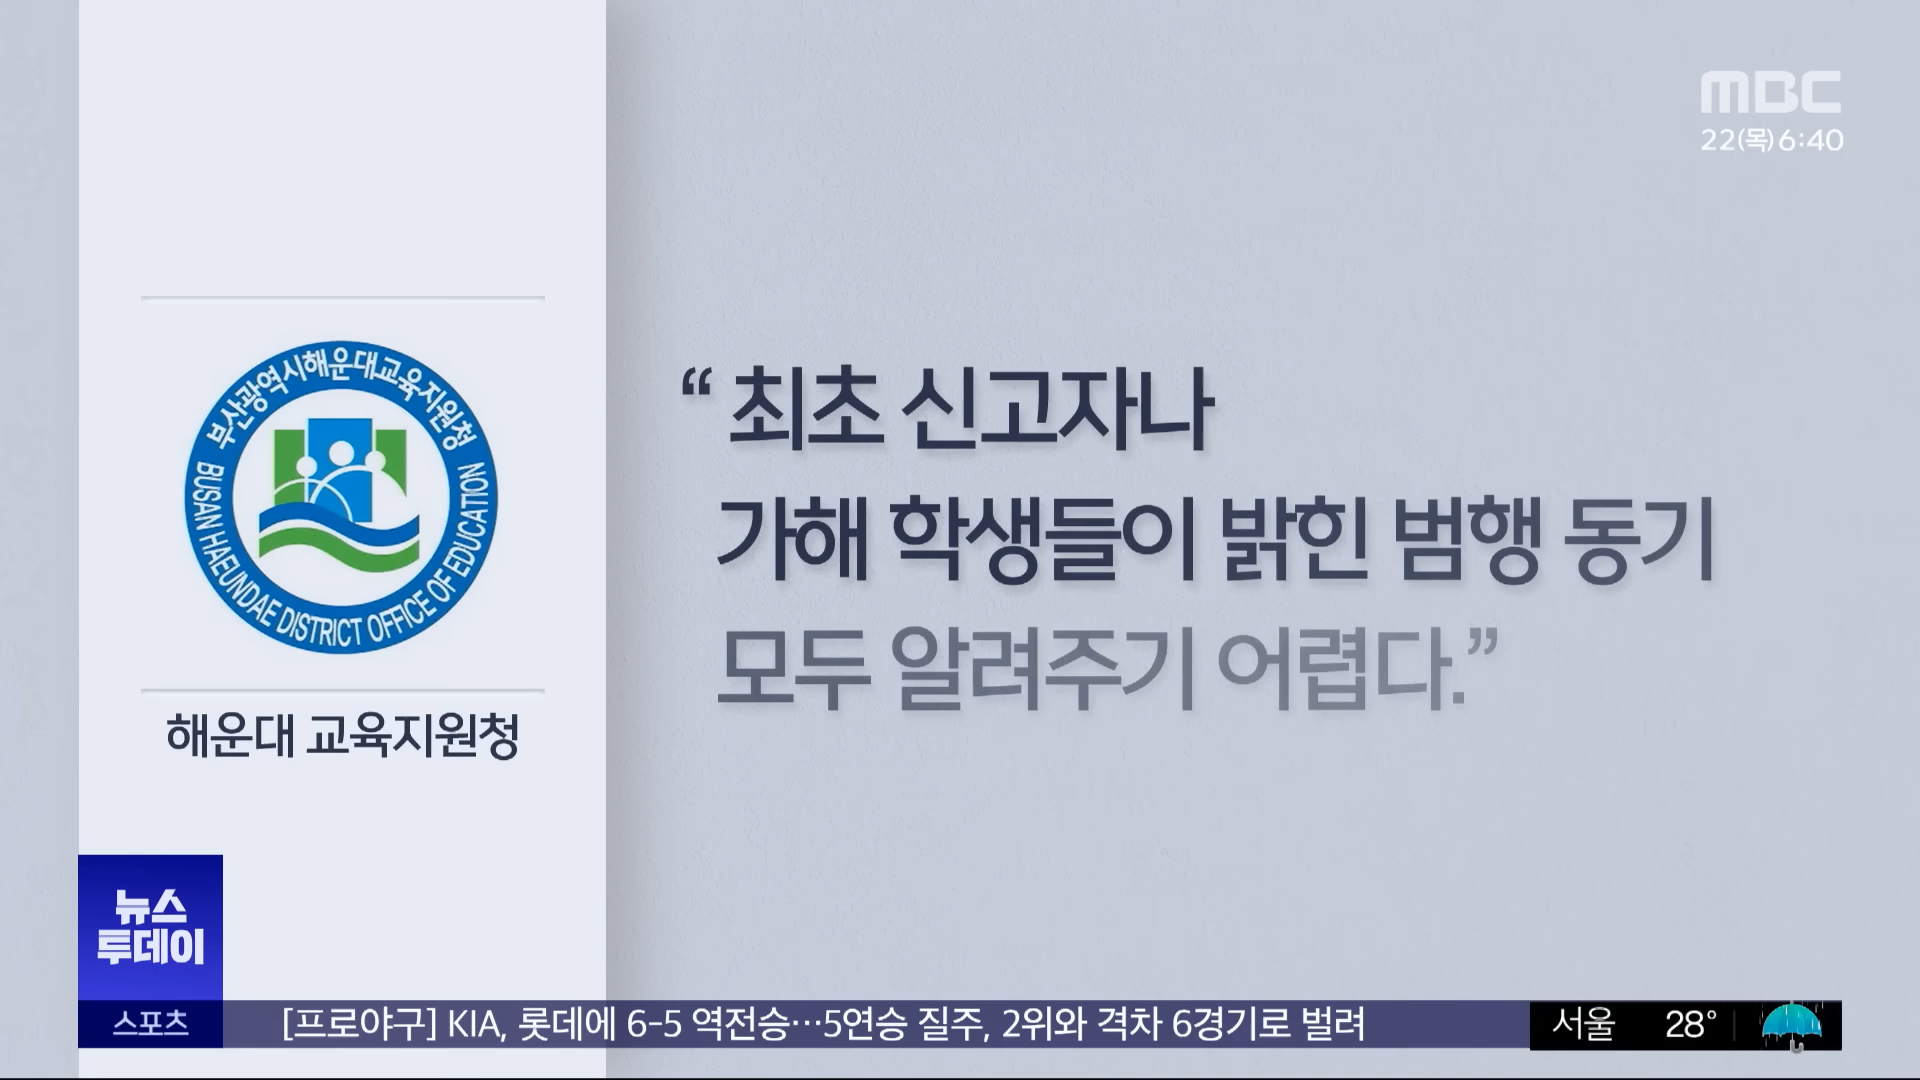 MBC
22(목) 6:40
부산광역시해운대교육지원청
BUSAN HAEUNDAE DISTRICT OFFICE OF EDUCATION
해운대 교육지원청
“ 최초 신고자나
가해 학생들이 밝힌 범행 동기
모두 알려주기 어렵다.”
뉴스
투데이
스포츠
[프로야구] KIA, 롯데에 6-5 역전승…5연승 질주, 2위와 격차 6경기로 벌려
서울 28°